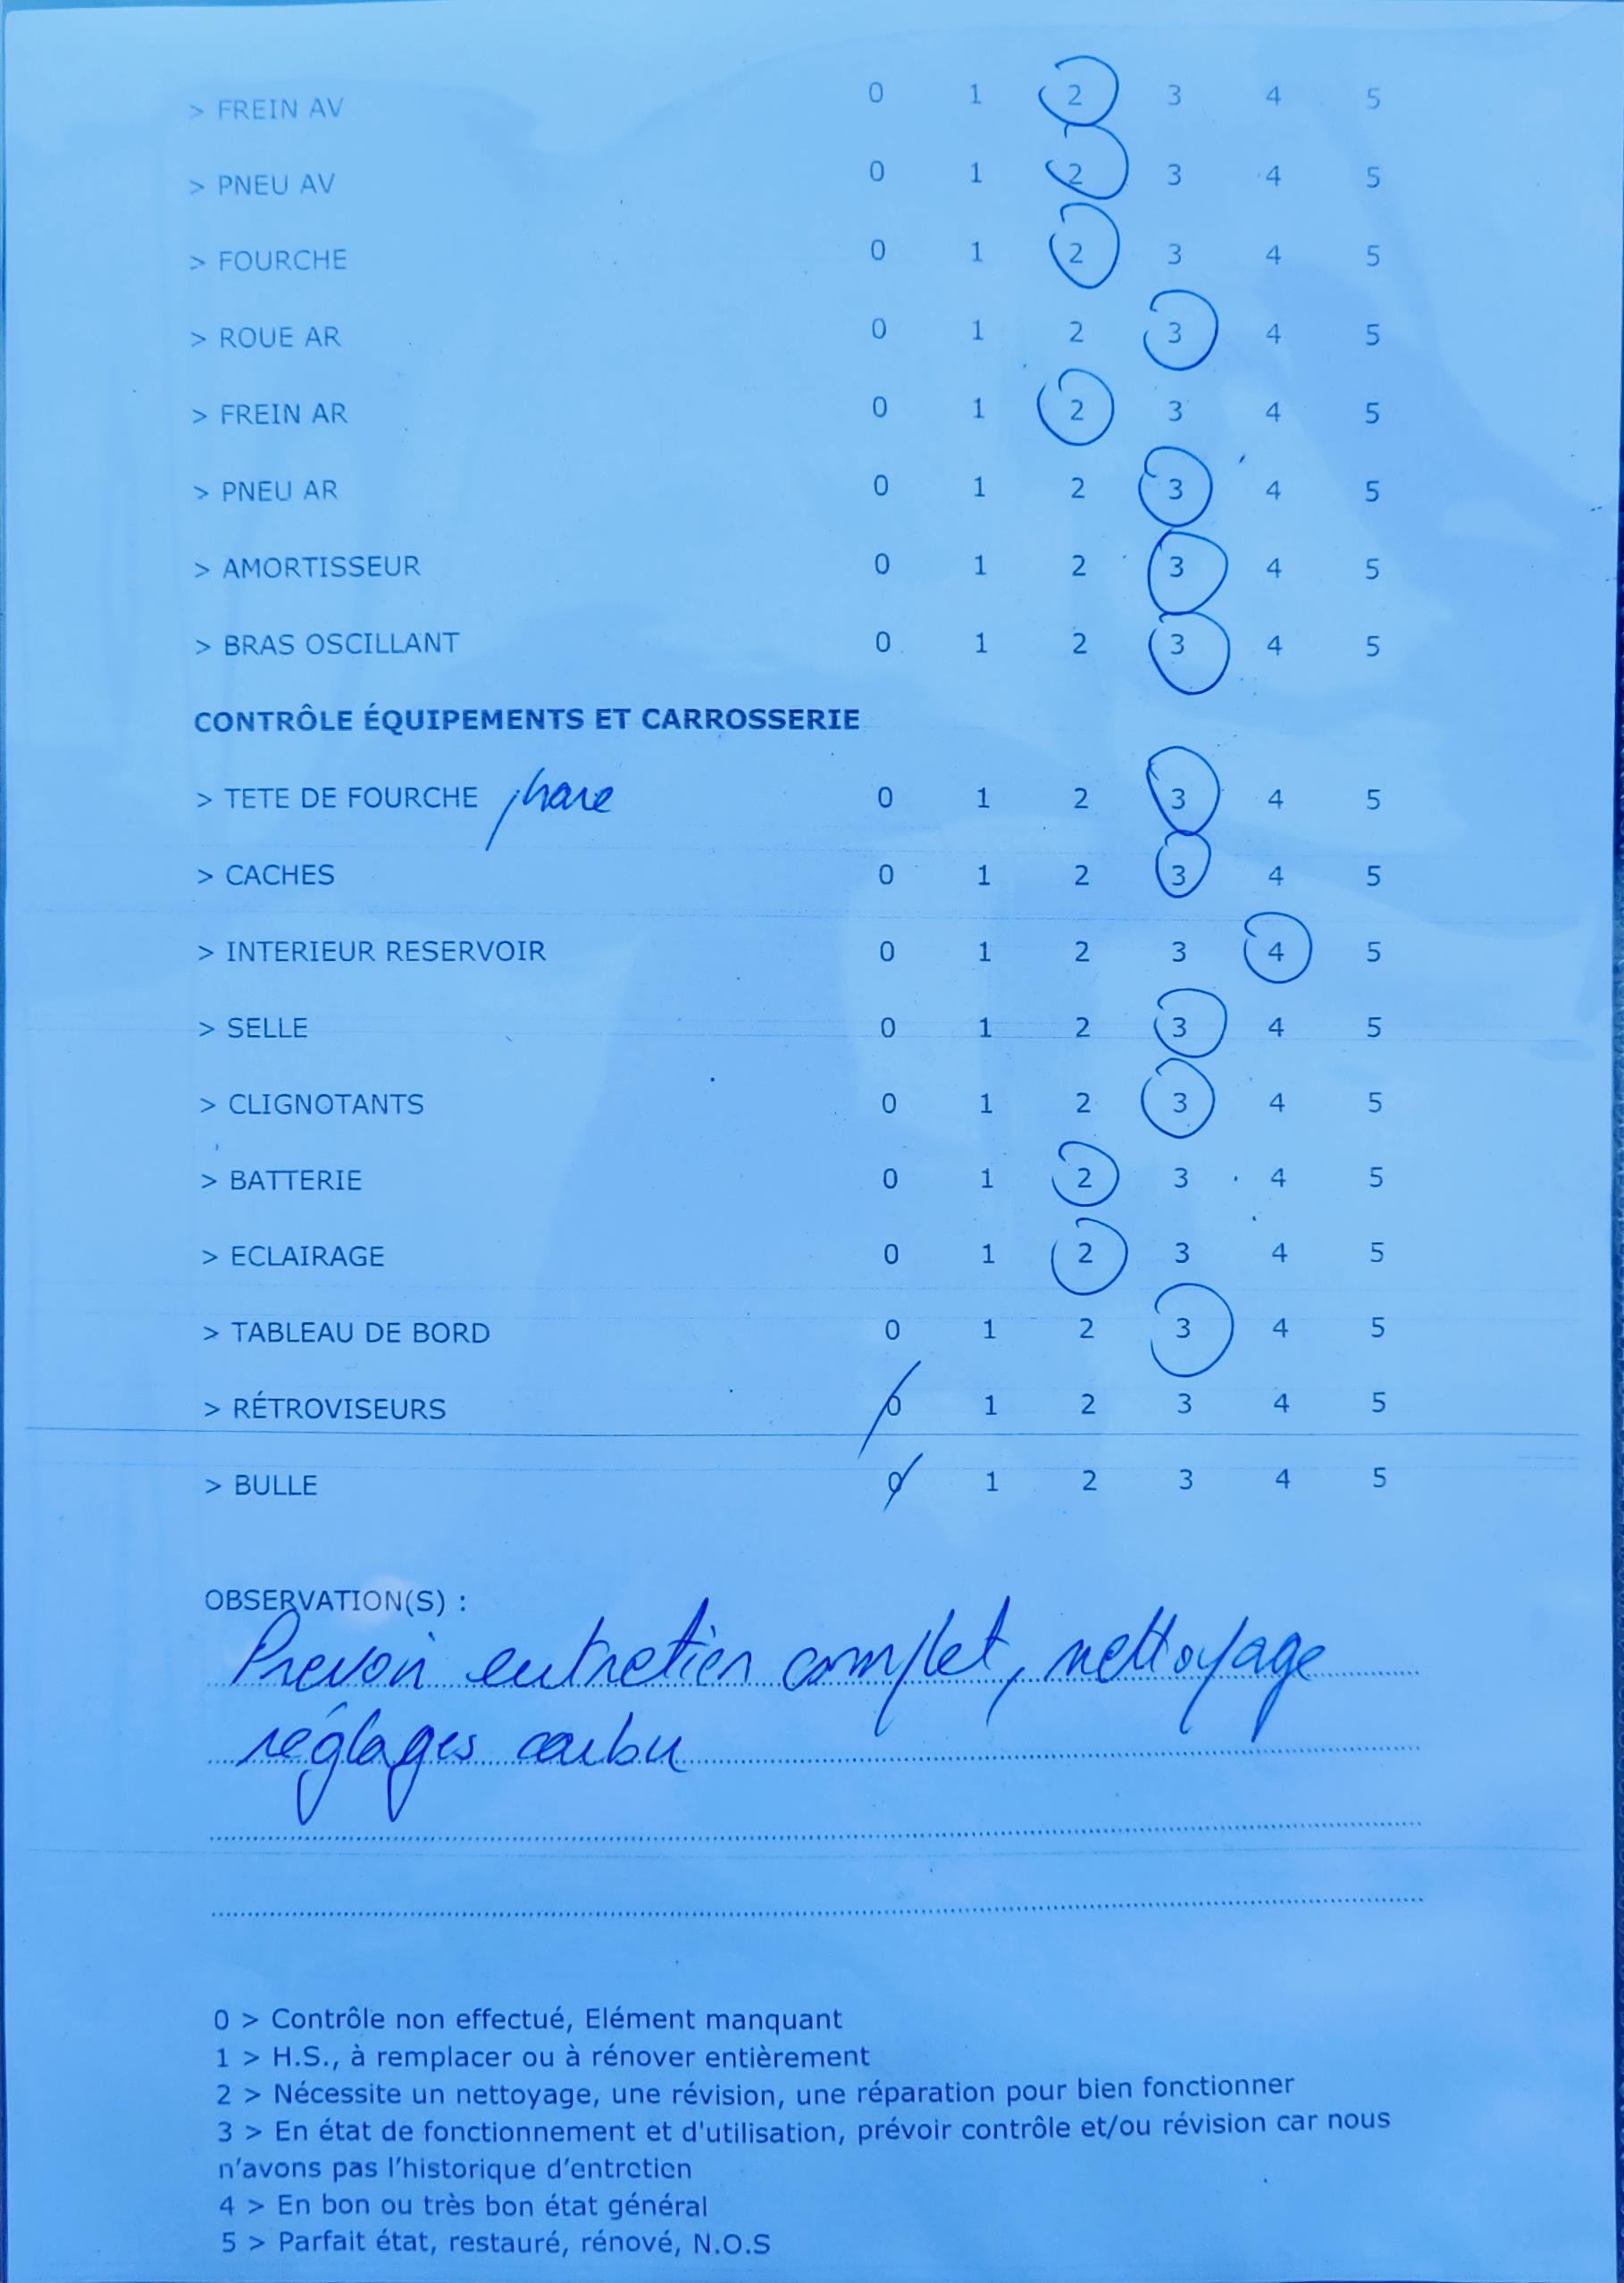 > FREIN AV 0 1 2 3 4 5
> PNEU AV 0 1 2 3 4 5
> FOURCHE 0 1 2 3 4 5
> ROUE AR 0 1 2 3 4 5
> FREIN AR 0 1 2 3 4 5
> PNEU AR 0 1 2 3 4 5
> AMORTISSEUR 0 1 2 3 4 5
> BRAS OSCILLANT 0 1 2 3 4 5
CONTRÔLE ÉQUIPEMENTS ET CARROSSERIE
> TETE DE FOURCHE phare 0 1 2 3 4 5
> CACHES 0 1 2 3 4 5
> INTERIEUR RESERVOIR 0 1 2 3 4 5
> SELLE 0 1 2 3 4 5
> CLIGNOTANTS 0 1 2 3 4 5
> BATTERIE 0 1 2 3 4 5
> ECLAIRAGE 0 1 2 3 4 5
> TABLEAU DE BORD 0 1 2 3 4 5
> RÉTROVISEURS 0 1 2 3 4 5
> BULLE 0 1 2 3 4 5
OBSERVATION(S) :
Prevoir entretien complet, nettoyage
réglages carbu
0 > Contrôle non effectué, Elément manquant
1 > H.S., à remplacer ou à rénover entièrement
2 > Nécessite un nettoyage, une révision, une réparation pour bien fonctionner
3 > En état de fonctionnement et d'utilisation, prévoir contrôle et/ou révision car nous
n'avons pas l'historique d'entretien
4 > En bon ou très bon état général
5 > Parfait état, restauré, rénové, N.O.S